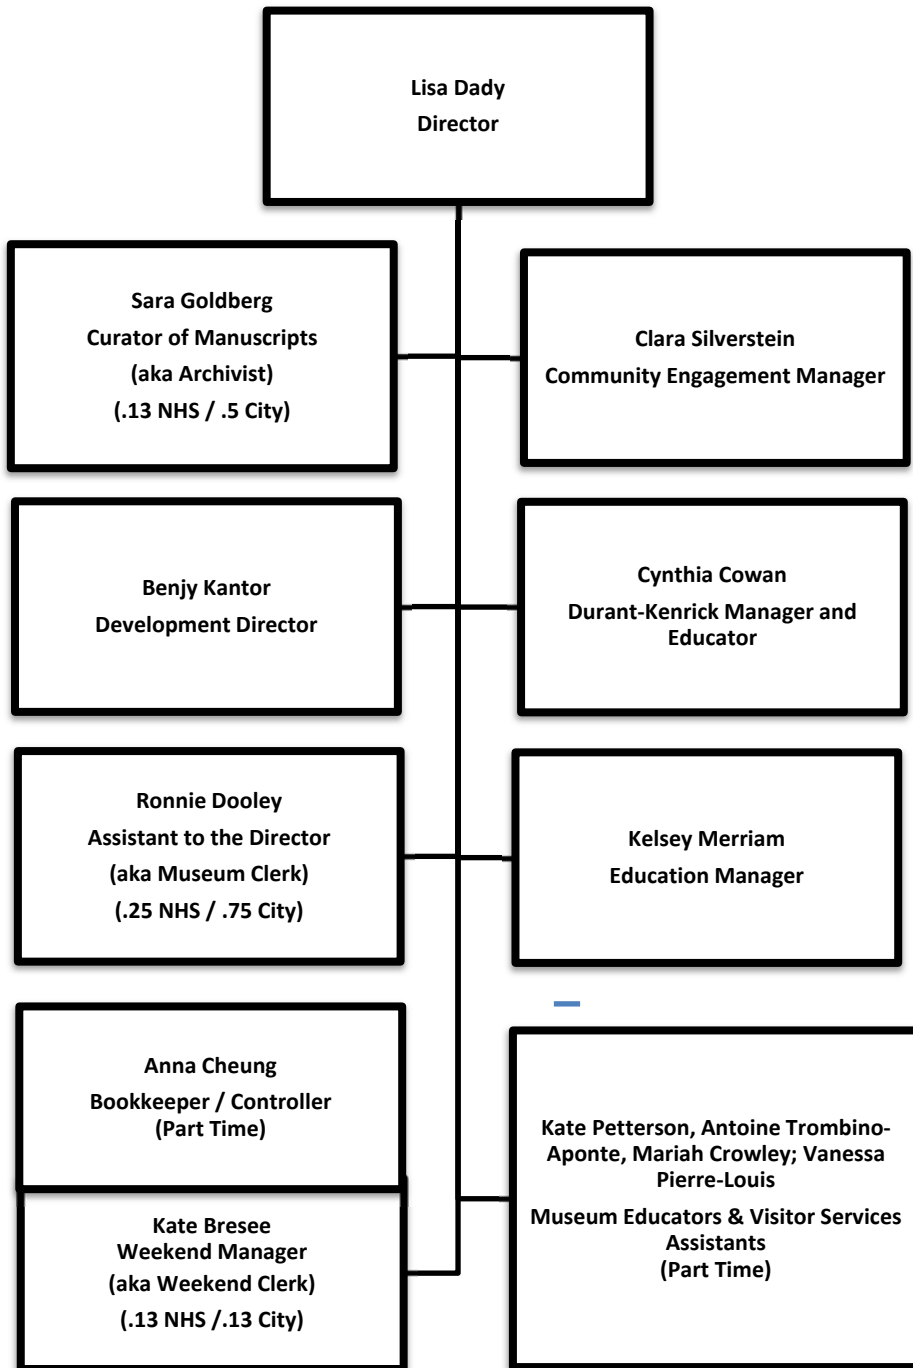 Lisa Dady
Director
Sara Goldberg
Curator of Manuscripts
(aka Archivist)
(.13 NHS / .5 City)
Clara Silverstein
Community Engagement Manager
Benjy Kantor
Development Director
Cynthia Cowan
Durant-Kenrick Manager and
Educator
Ronnie Dooley
Assistant to the Director
(aka Museum Clerk)
(.25 NHS / .75 City)
Kelsey Merriam
Education Manager
Anna Cheung
Bookkeeper / Controller
(Part Time)
Kate Bresee
Weekend Manager
(aka Weekend Clerk)
(.13 NHS /.13 City)
Kate Petterson, Antoine Trombino-
Aponte, Mariah Crowley; Vanessa
Pierre-Louis
Museum Educators & Visitor Services
Assistants
(Part Time)